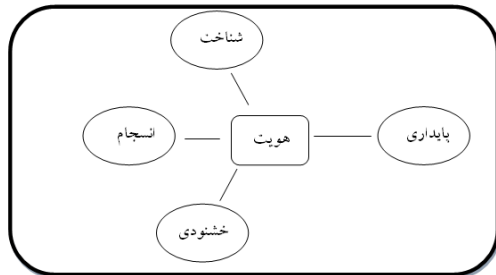 شناخت
پایداری
هویت
انسجام
خشنودی